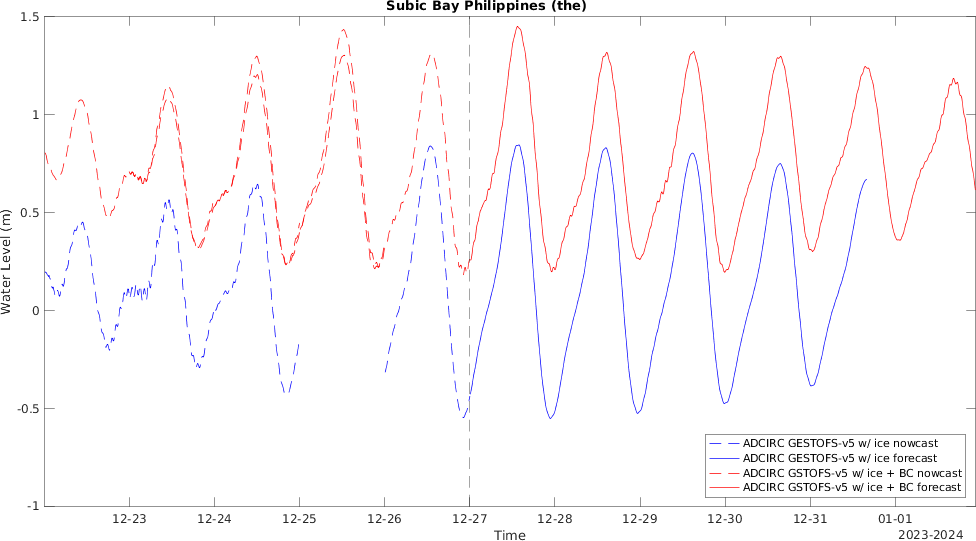 Subic Bay Philippines (the)
1.5
1
0.5
0
-0.5
-1
Water Level (m)
12-23 12-24 12-25 12-26 12-27 12-28 12-29 12-30 12-31 01-01
Time
2023-2024
ADCIRC GESTOFS-v5 w/ ice nowcast
ADCIRC GESTOFS-v5 w/ ice forecast
ADCIRC GSTOFS-v5 w/ ice + BC nowcast
ADCIRC GSTOFS-v5 w/ ice + BC forecast